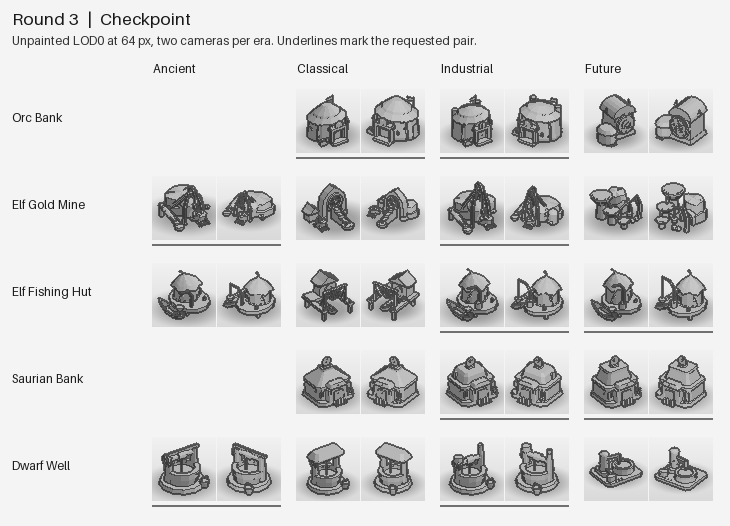 Round 3 | Checkpoint
Unpainted LOD0 at 64 px, two cameras per era. Underlines mark the requested pair.
Ancient Classical Industrial Future
Orc Bank
Elf Gold Mine
Elf Fishing Hut
Saurian Bank
Dwarf Well